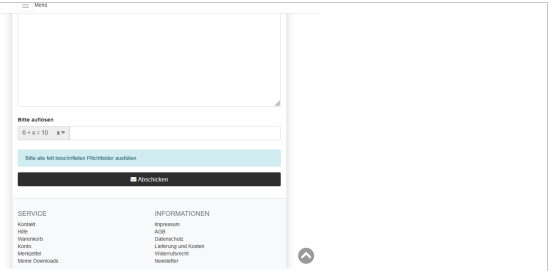 Menü
Bitte auflösen
6 + x = 10 x =
Bitte alle fett beschrifteten Pflichtfelder ausfüllen.
Abschicken
SERVICE
Kontakt
Hilfe
Warenkorb
Konto
Merkzettel
Meine Downloads
INFORMATIONEN
Impressum
AGB
Datenschutz
Lieferung und Kosten
Widerrufsrecht
Newsletter